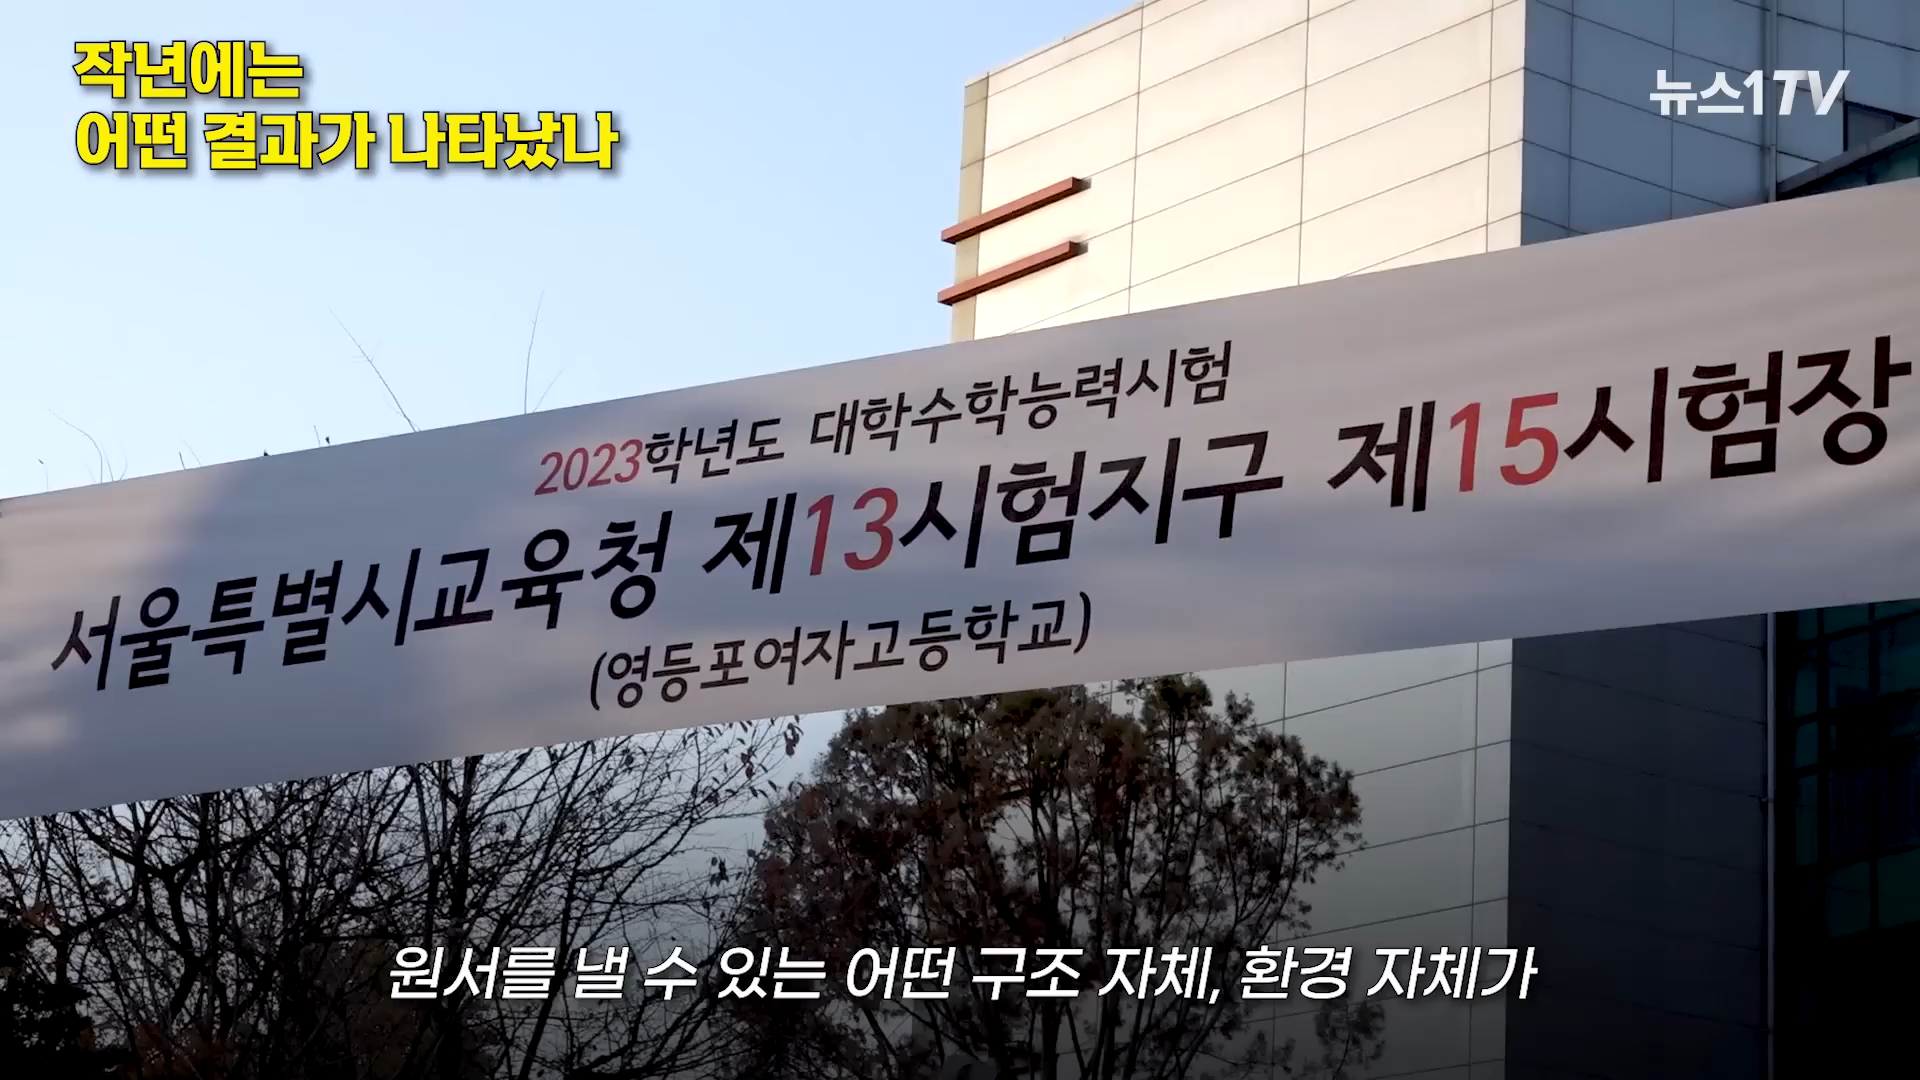 작년에는
어떤 결과가 나타났나
뉴스1TV
2023학년도 대학수학능력시험
서울특별시교육청 제13시험지구 제15시험장
(영등포여자고등학교)
원서를 낼 수 있는 어떤 구조 자체, 환경 자체가